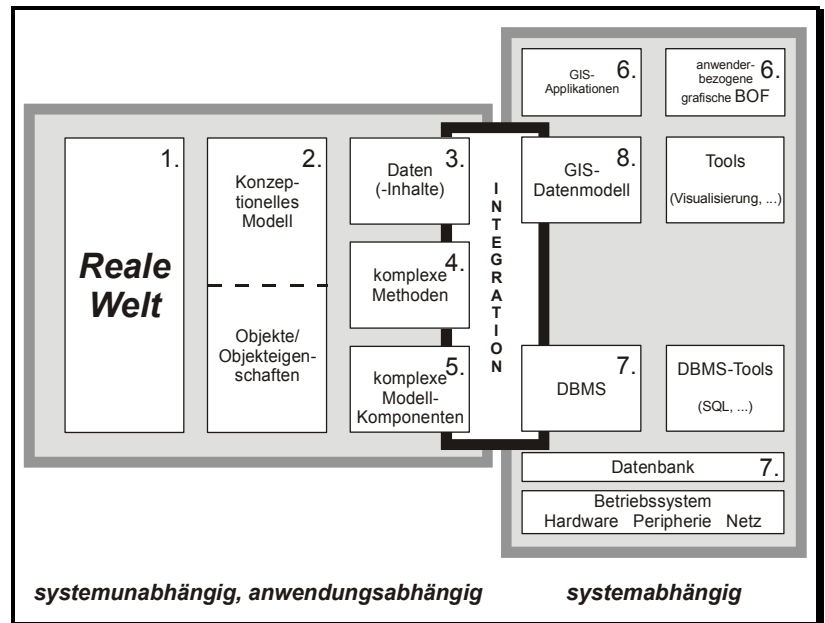 1.
Reale
Welt
2.
Konzep-
tionelles
Modell
Objekte/
Objekteigen-
schaften
3.
Daten
(-Inhalte)
4.
komplexe
Methoden
5.
komplexe
Modell-
Komponenten
INTEGRATION
GIS- 6.
Applikationen
anwender- 6.
bezogene
grafische BOF
8.
GIS-
Datenmodell
Tools
(Visualisierung, ...)
7.
DBMS
DBMS-Tools
(SQL, ...)
Datenbank 7.
Betriebssystem
Hardware Peripherie Netz
systemunabhängig, anwendungsabhängig
systemabhängig